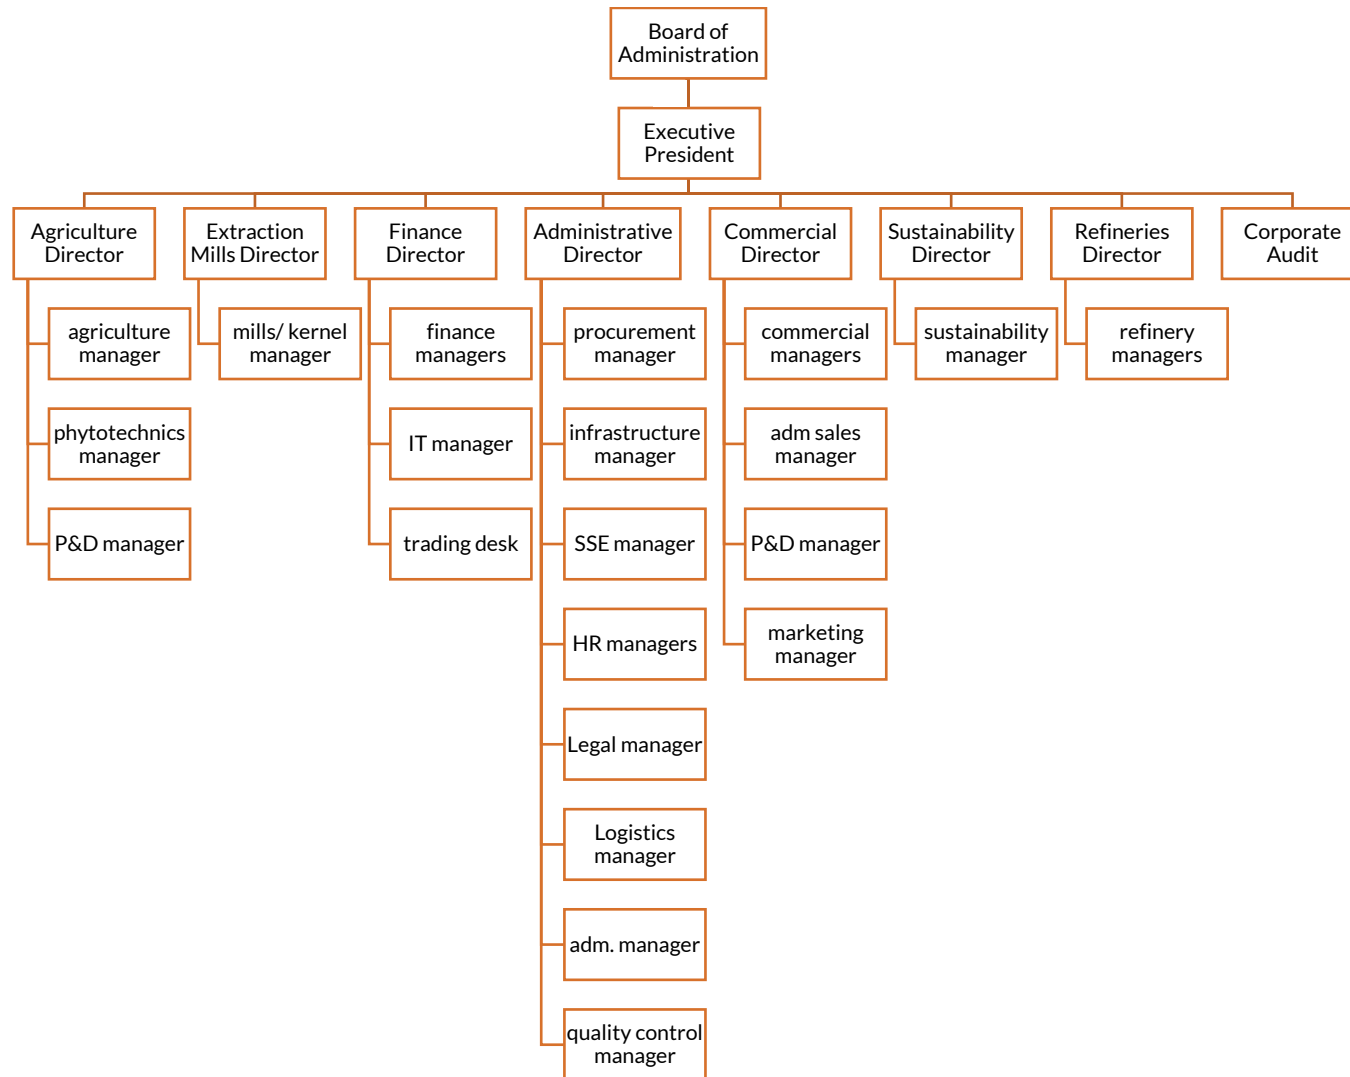 Board of
Administration
Executive
President
Agriculture
Director
Extraction
Mills Director
Finance
Director
Administrative
Director
Commercial
Director
Sustainability
Director
Refineries
Director
Corporate
Audit
agriculture
manager
mills/ kernel
manager
finance
managers
procurement
manager
commercial
managers
sustainability
manager
refinery
managers
phytotechnics
manager
IT manager
infrastructure
manager
adm sales
manager
P&D manager
trading desk
SSE manager
P&D manager
HR managers
marketing
manager
Legal manager
Logistics
manager
adm. manager
quality control
manager